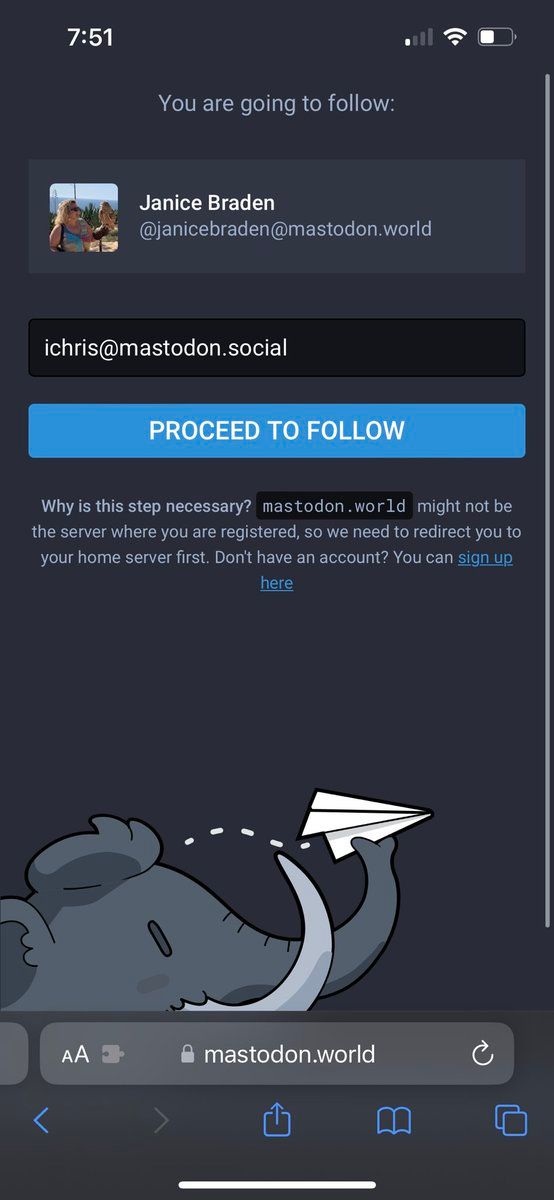 7:51
You are going to follow:
Janice Braden
@janicebraden@mastodon.world
ichris@mastodon.social
PROCEED TO FOLLOW
Why is this step necessary? mastodon.world might not be
the server where you are registered, so we need to redirect you to
your home server first. Don't have an account? You can sign up
here
AA mastodon.world